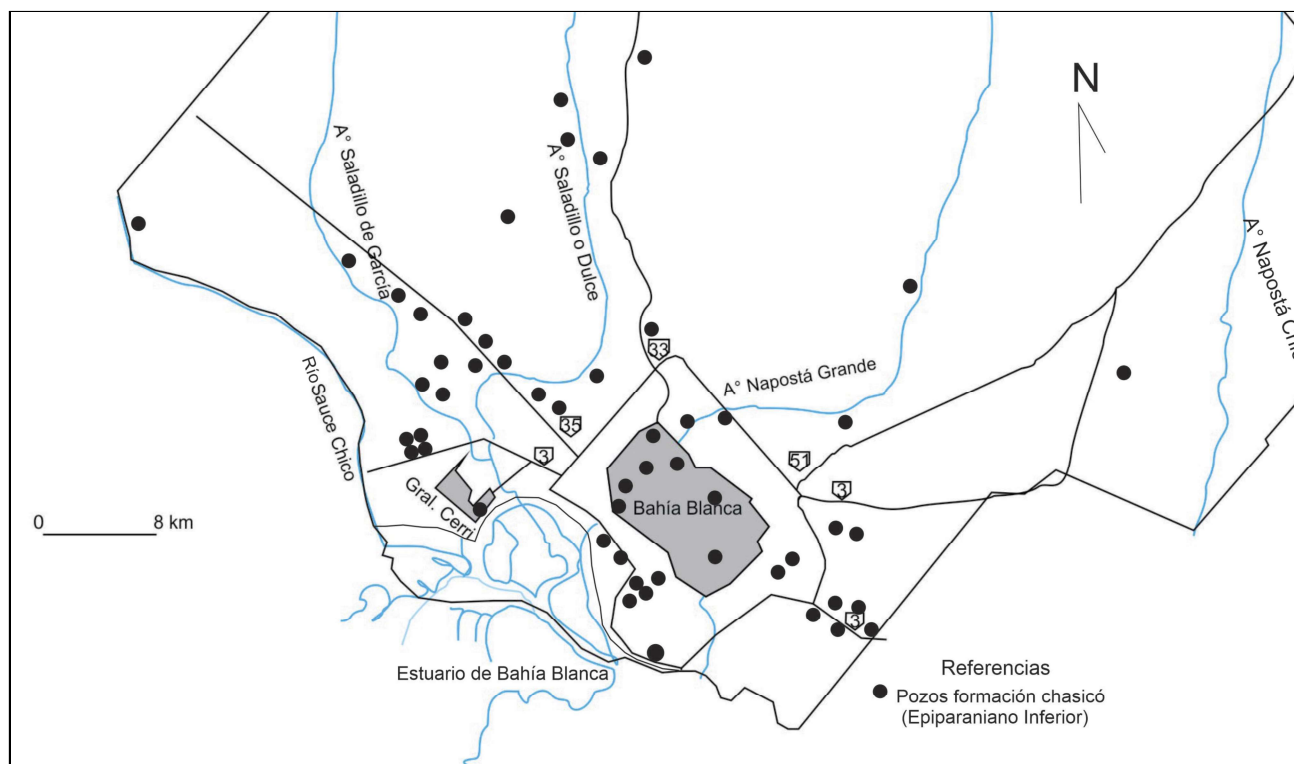 N
A° Saladillo de García
A° Saladillo o Dulce
A° Napostá Chico
33
Río Sauce Chico
A° Napostá Grande
35
3
51
3
Gral. Cerri
Bahía Blanca
0 8 km
3
Estuario de Bahía Blanca
Referencias
Pozos formación chasicó
(Epiparaniano Inferior)